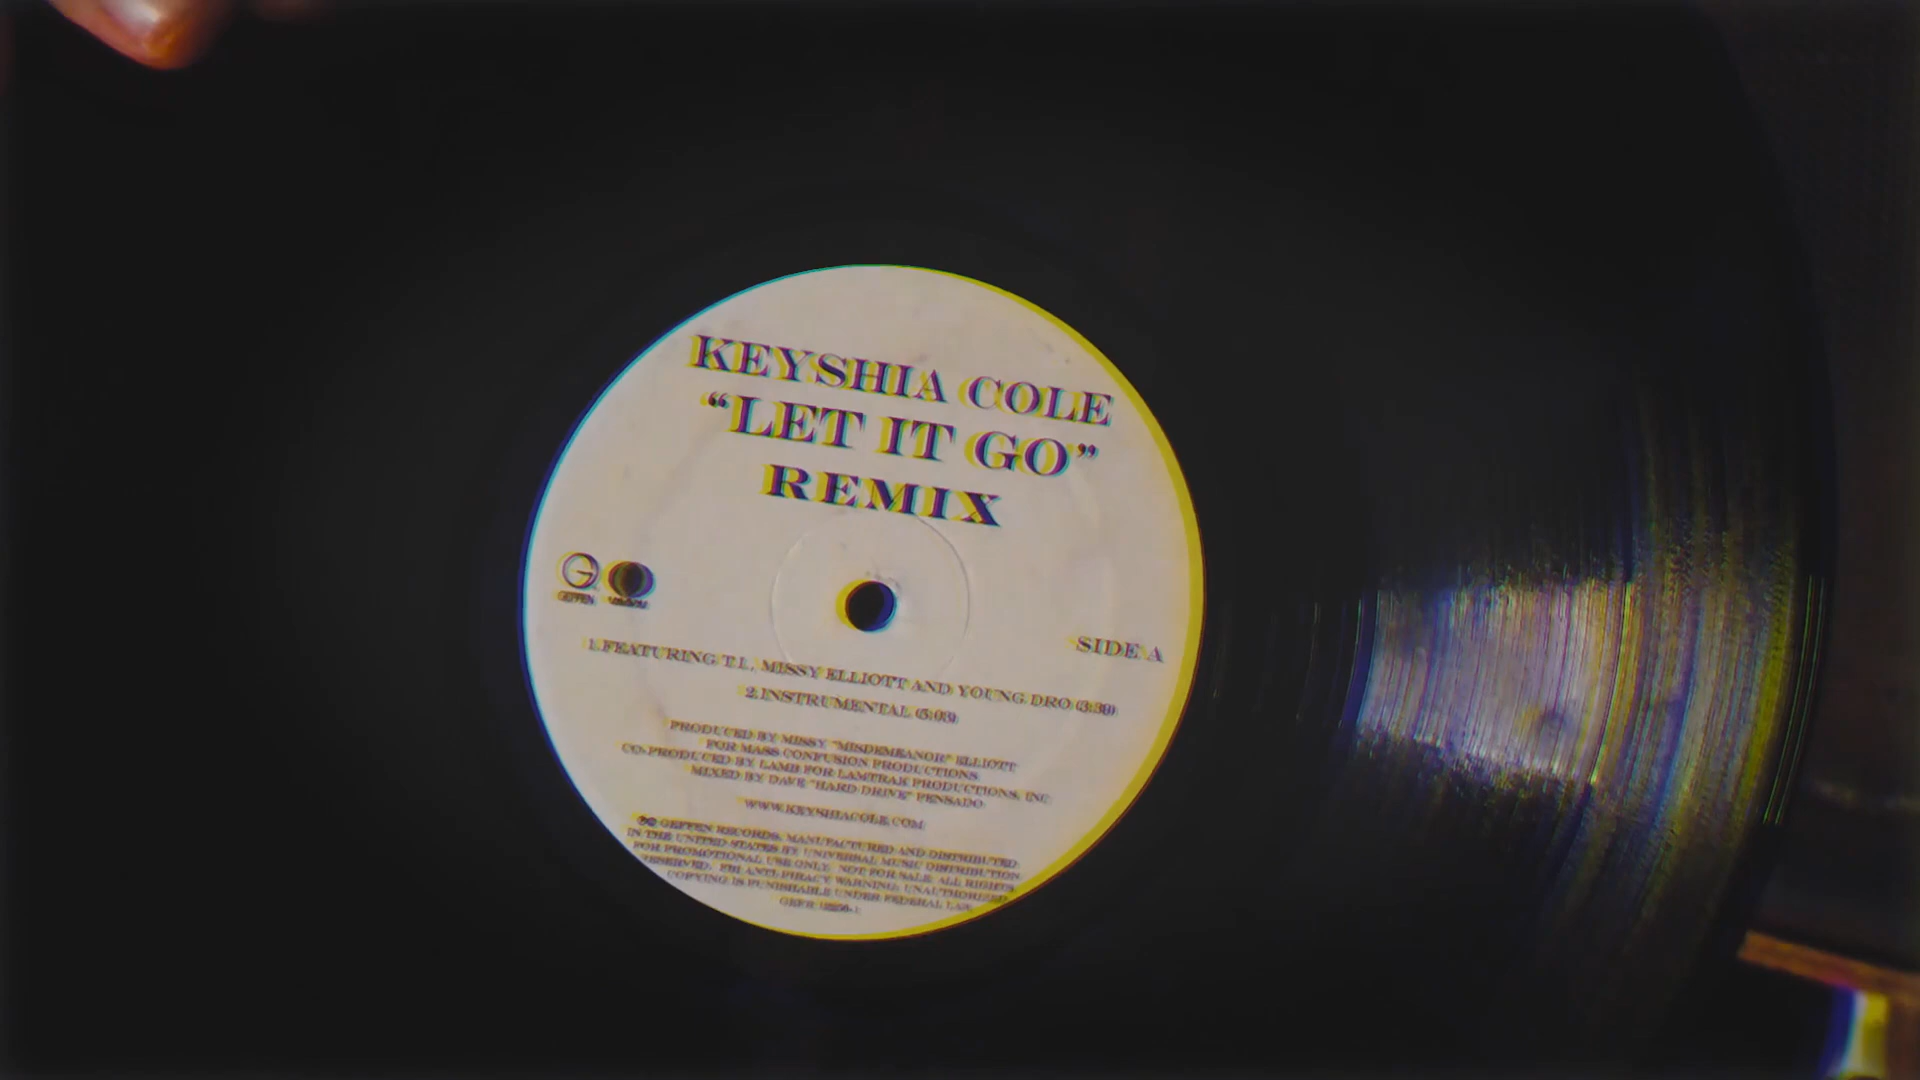 KEYSHIA COLE
“LET IT GO”
REMIX
G
GEFFEN
SIDE A
1. FEATURING T.I., MISSY ELLIOTT AND YOUNG DRO (3:39)
2. INSTRUMENTAL (5:03)
PRODUCED BY MISSY "MISDEMEANOR" ELLIOTT
FOR MASS CONFUSION PRODUCTIONS
CO-PRODUCED BY LAMB FOR LAMTRAK PRODUCTIONS, INC.
MIXED BY DAVE "HARD DRIVE" PENSADO
WWW.KEYSHIACOLE.COM
℗© GEFFEN RECORDS. MANUFACTURED AND DISTRIBUTED
IN THE UNITED STATES BY UNIVERSAL MUSIC DISTRIBUTION.
FOR PROMOTIONAL USE ONLY. NOT FOR SALE. ALL RIGHTS
RESERVED. FBI ANTI-PIRACY WARNING: UNAUTHORIZED
COPYING IS PUNISHABLE UNDER FEDERAL LAW.